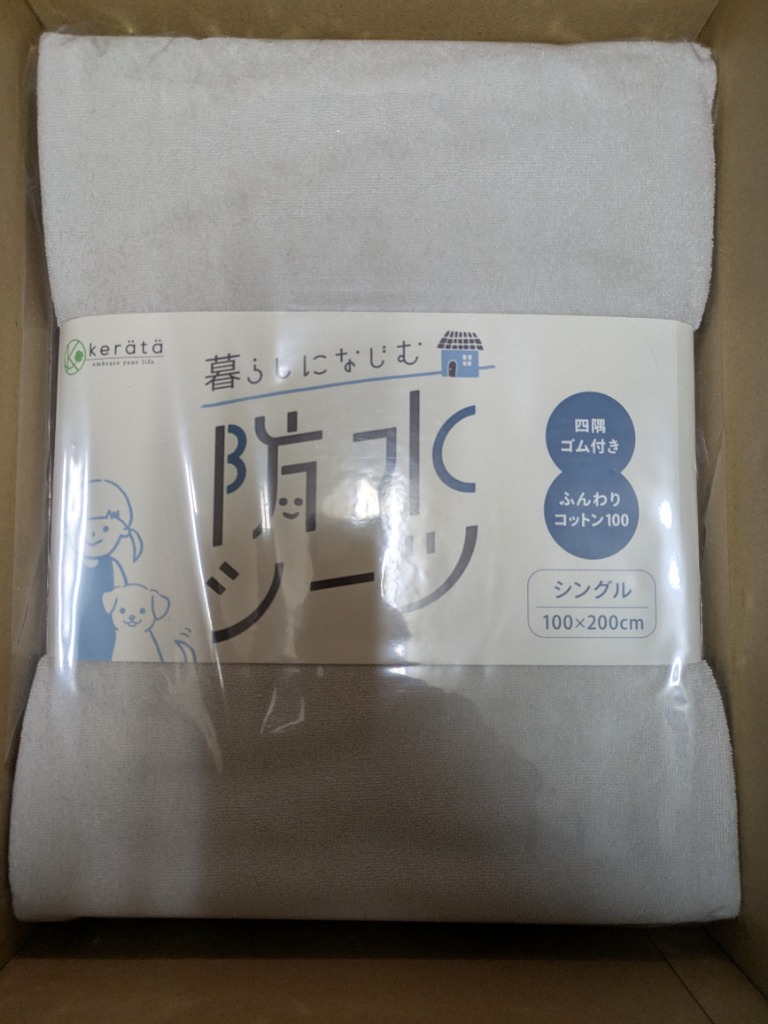 kerätä
embrace your life
暮らしになじむ
防水
シーツ
四隅
ゴム付き
ふんわり
コットン100
シングル
100×200cm